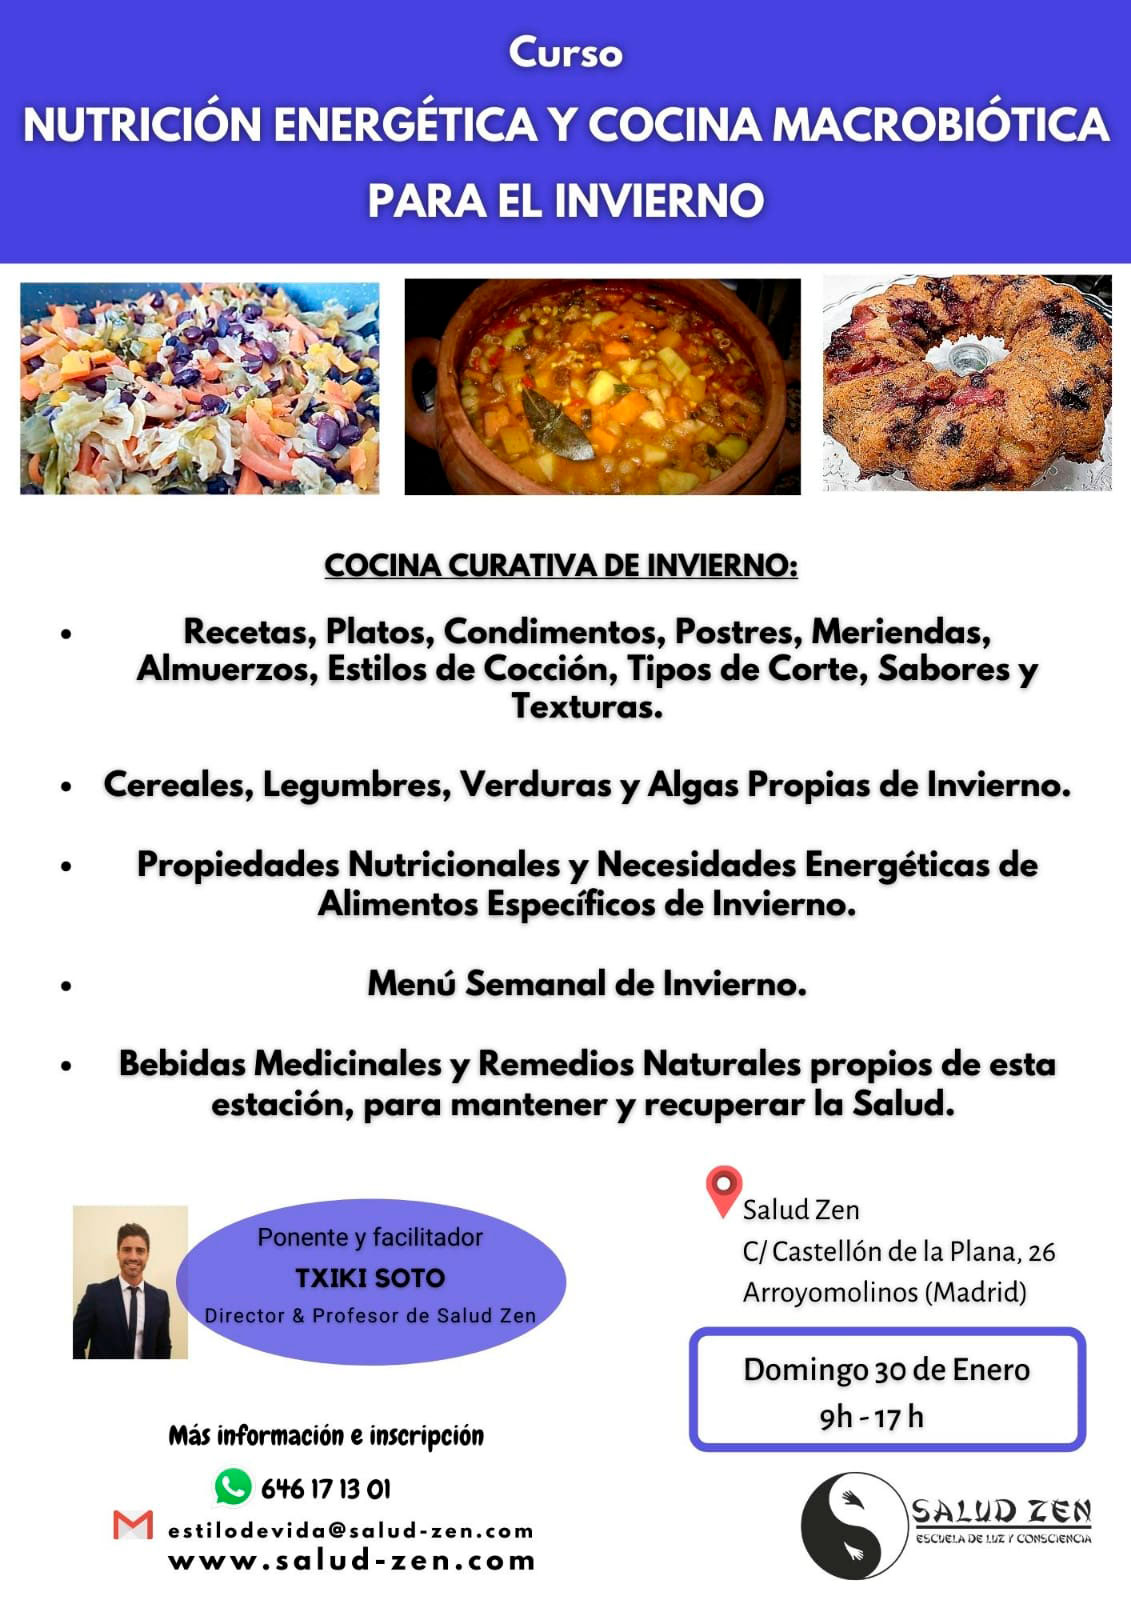 Curso
NUTRICIÓN ENERGÉTICA Y COCINA MACROBIÓTICA
PARA EL INVIERNO
COCINA CURATIVA DE INVIERNO:
• Recetas, Platos, Condimentos, Postres, Meriendas,
Almuerzos, Estilos de Cocción, Tipos de Corte, Sabores y
Texturas.
• Cereales, Legumbres, Verduras y Algas Propias de Invierno.
• Propiedades Nutricionales y Necesidades Energéticas de
Alimentos Específicos de Invierno.
• Menú Semanal de Invierno.
• Bebidas Medicinales y Remedios Naturales propios de esta
estación, para mantener y recuperar la Salud.
Ponente y facilitador
TXIKI SOTO
Director & Profesor de Salud Zen
Salud Zen
C/ Castellón de la Plana, 26
Arroyomolinos (Madrid)
Domingo 30 de Enero
9h - 17 h
Más información e inscripción
646 17 13 01
estilodevida@salud-zen.com
www.salud-zen.com
SALUD ZEN
ESCUELA DE LUZ Y CONSCIENCIA